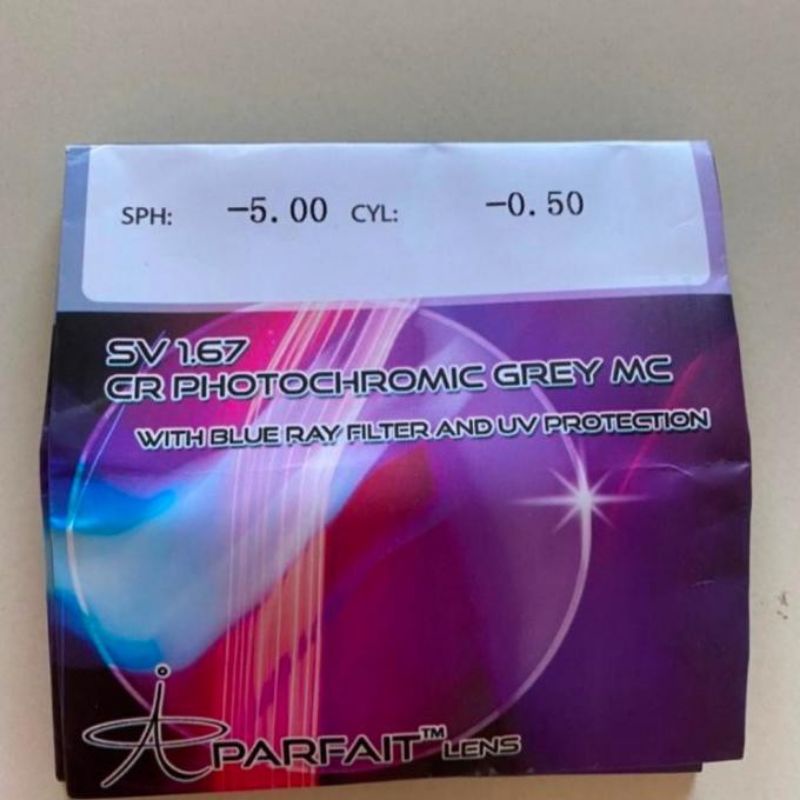 SPH: -5.00 CYL: -0.50
SV 1.67
CR PHOTOCHROMIC GREY MC
WITH BLUE RAY FILTER AND UV PROTECTION
PARFAIT™ LENS